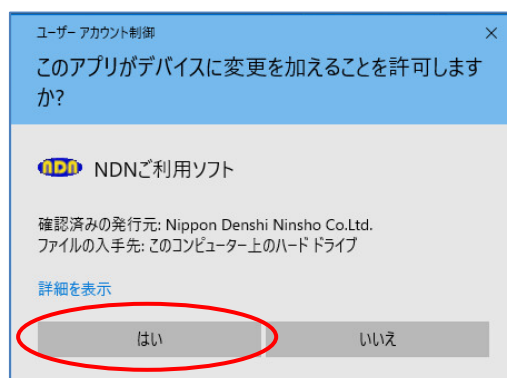 ユーザー アカウント制御
このアプリがデバイスに変更を加えることを許可します
か?
NDN NDNご利用ソフト
確認済みの発行元: Nippon Denshi Ninsho Co.Ltd.
ファイルの入手先: このコンピューター上のハード ドライブ
詳細を表示
はい いいえ